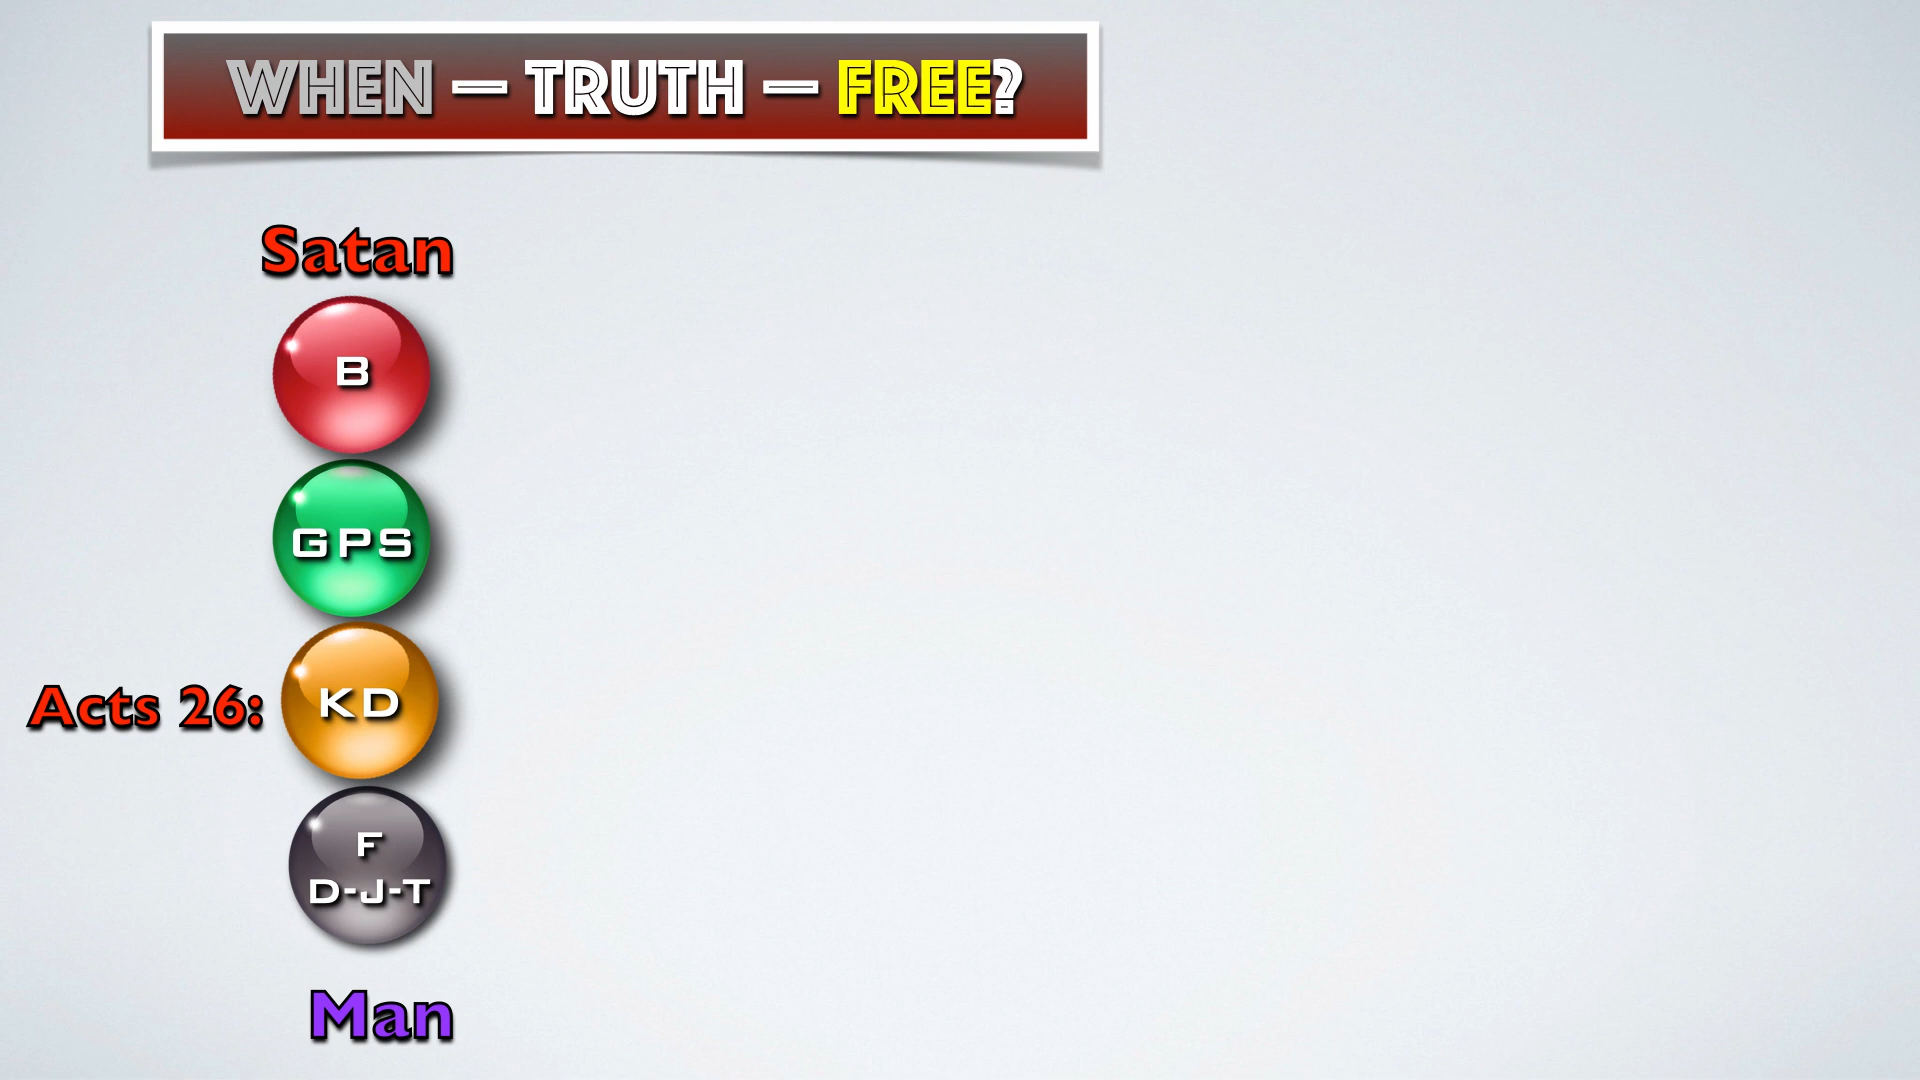 WHEN — TRUTH — FREE?
Satan
B
GPS
Acts 26:
KD
F
D-J-T
Man